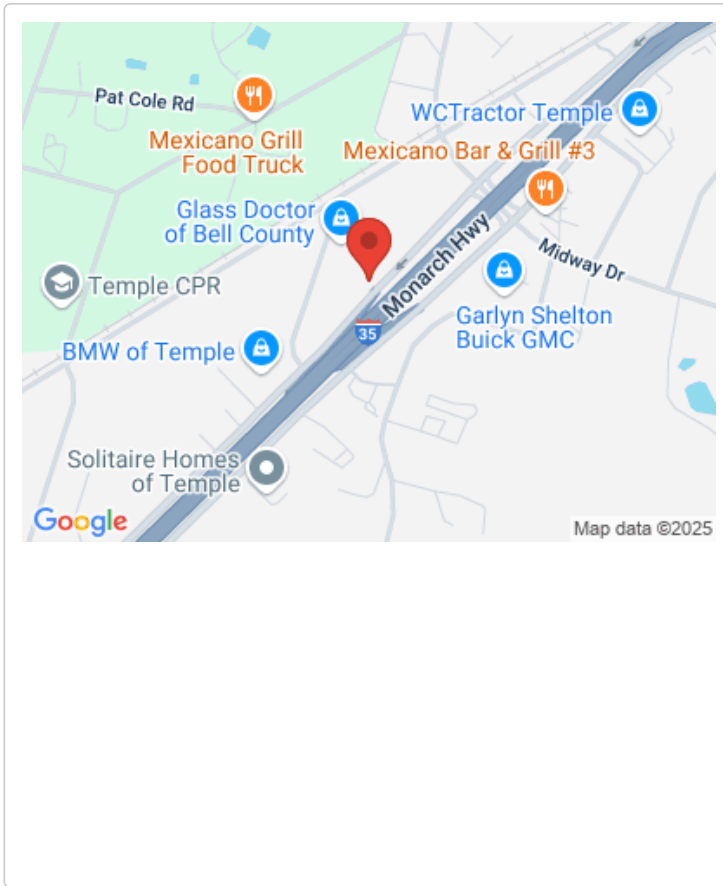 Pat Cole Rd
Mexicano Grill
Food Truck
WCTractor Temple
Mexicano Bar & Grill #3
Glass Doctor
of Bell County
Monarch Hwy
Midway Dr
Temple CPR
Garlyn Shelton
Buick GMC
35
BMW of Temple
Solitaire Homes
of Temple
Google
Map data ©2025